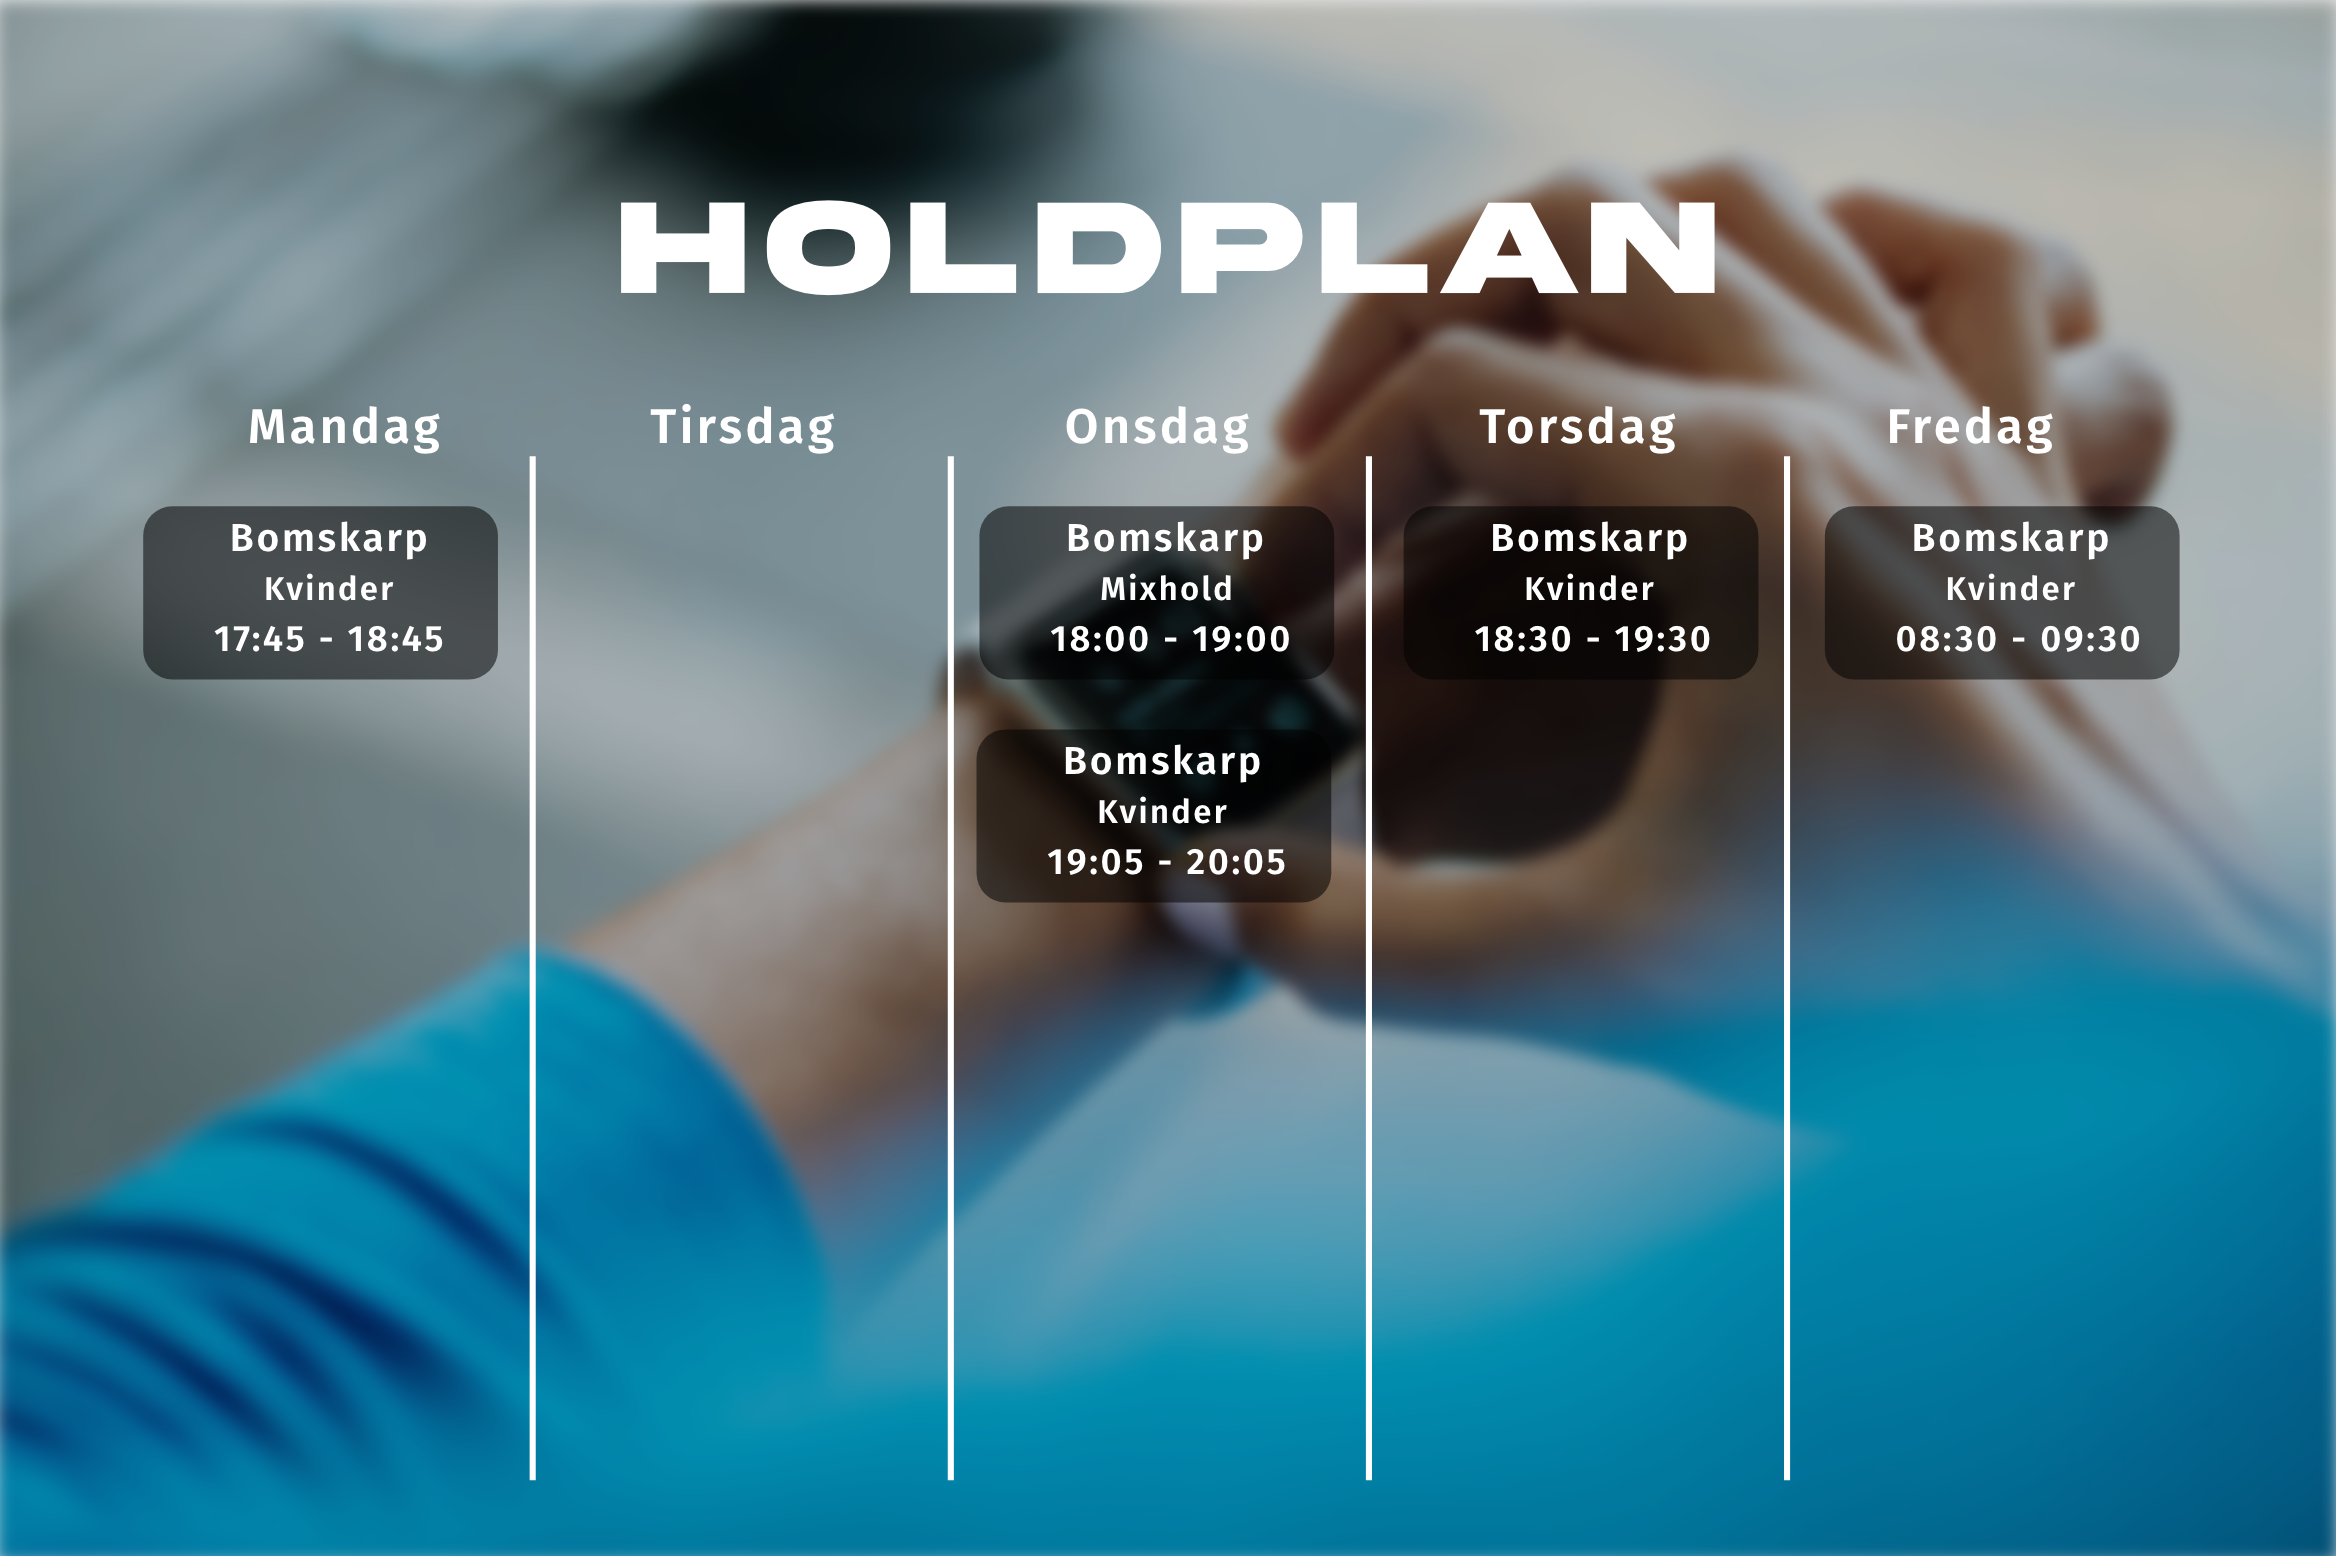 HOLDPLAN
Mandag
Tirsdag
Onsdag
Torsdag
Fredag
Bomskarp
Kvinder
17:45 - 18:45
Bomskarp
Mixhold
18:00 - 19:00
Bomskarp
Kvinder
19:05 - 20:05
Bomskarp
Kvinder
18:30 - 19:30
Bomskarp
Kvinder
08:30 - 09:30